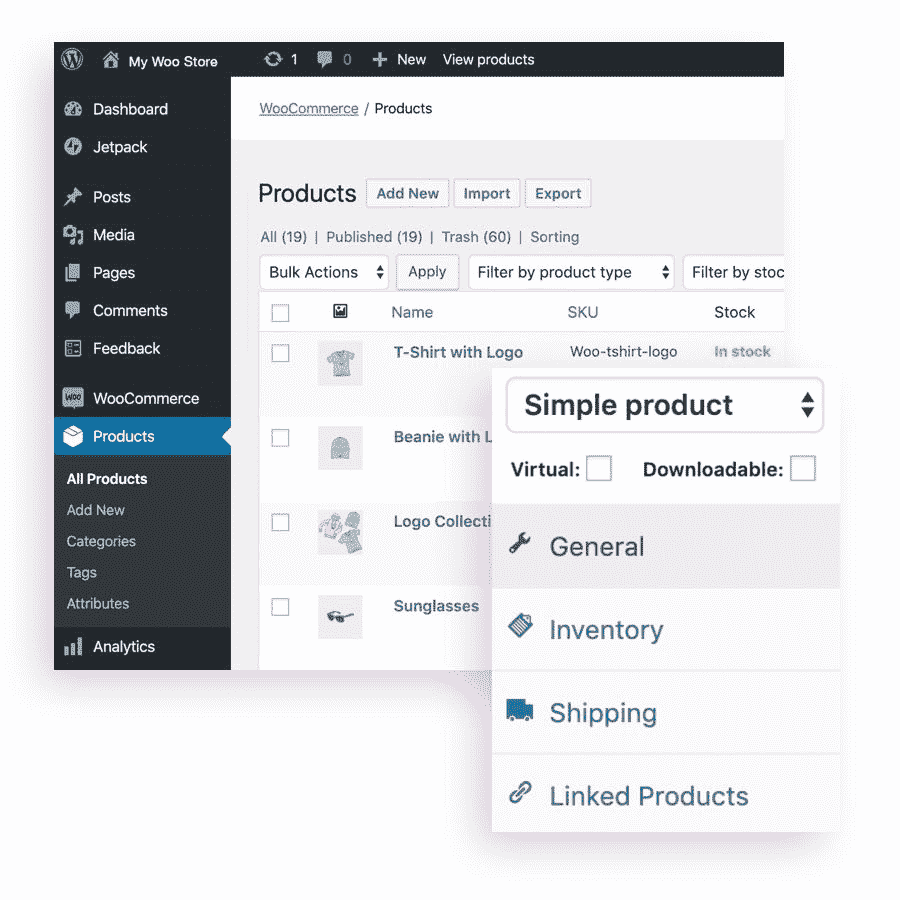 My Woo Store 1 0 New View products
Dashboard
Jetpack
Posts
Media
Pages
Comments
Feedback
WOO WooCommerce
Products
All Products
Add New
Categories
Tags
Attributes
Analytics
WooCommerce / Products
Products Add New Import Export
All (19) | Published (19) | Trash (60) | Sorting
Bulk Actions Apply Filter by product type Filter by stoc
Name SKU Stock
T-Shirt with Logo Woo-tshirt-logo In stock
Beanie with L
Logo Collecti
Sunglasses
Simple product
Virtual: Downloadable:
General
Inventory
Shipping
Linked Products